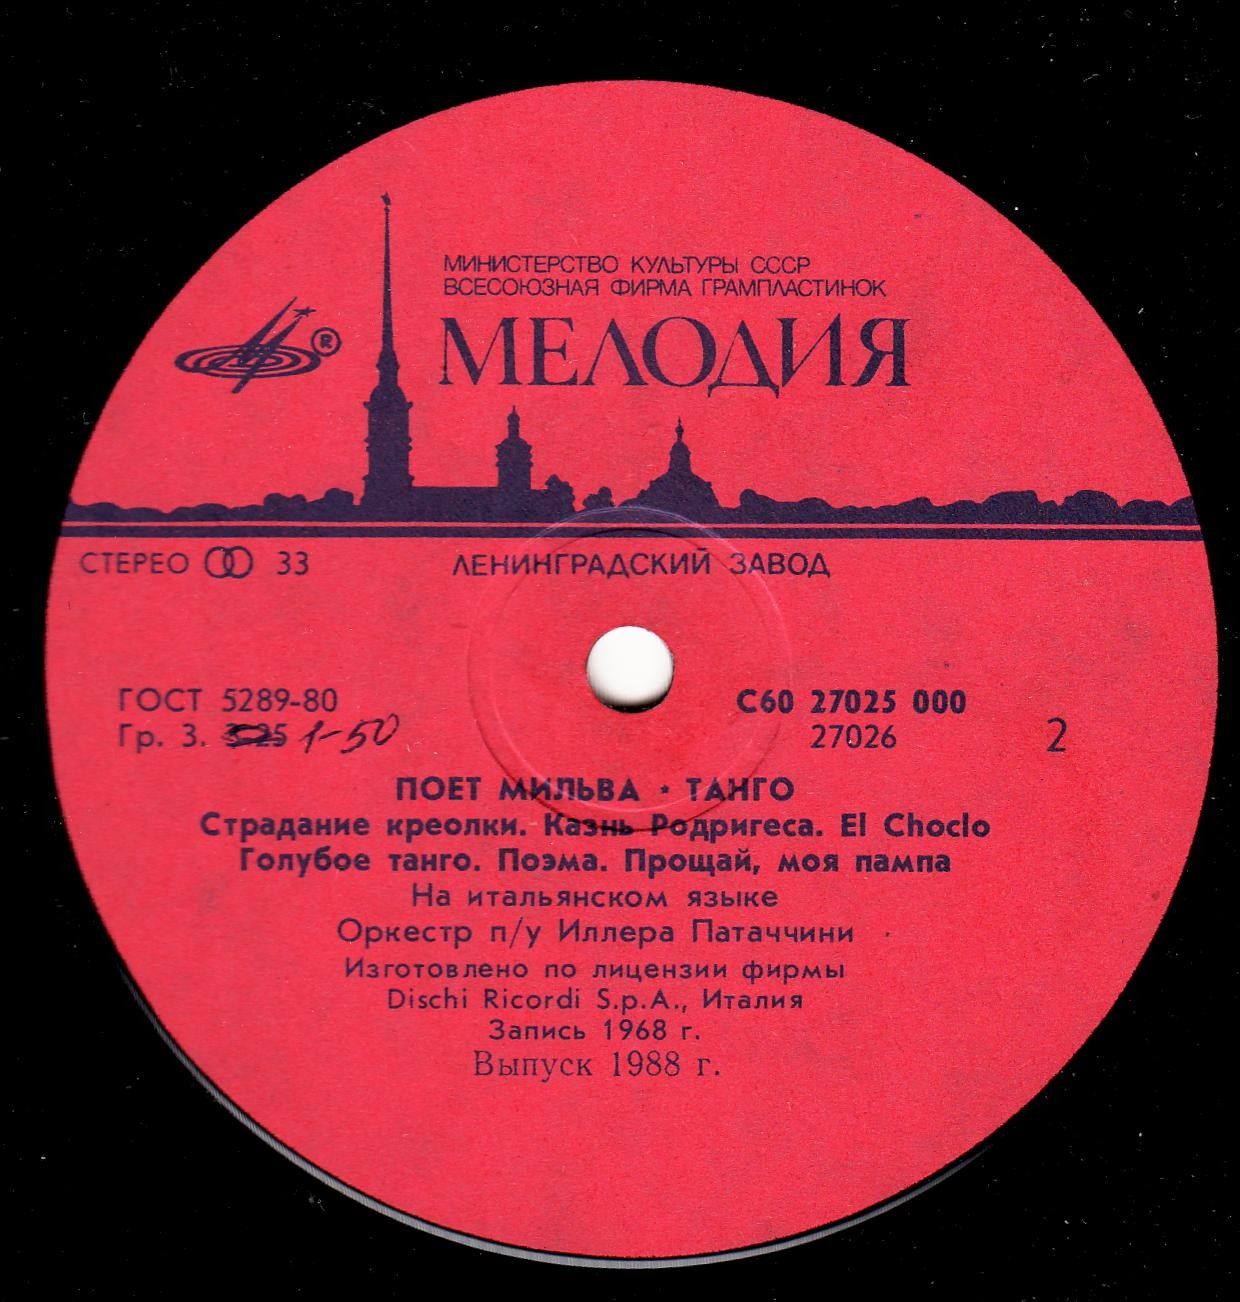 МИНИСТЕРСТВО КУЛЬТУРЫ СССР
ВСЕСОЮЗНАЯ ФИРМА ГРАМПЛАСТИНОК
МЕЛОДИЯ
®
СТЕРЕО 33
ЛЕНИНГРАДСКИЙ ЗАВОД
ГОСТ 5289-80
Гр. 3. 1-50
С60 27025 000
27026
2
ПОЕТ МИЛЬВА • ТАНГО
Страдание креолки. Казнь Родригеса. El Choclo
Голубое танго. Поэма. Прощай, моя пампа
На итальянском языке
Оркестр п/у Иллера Патаччини
Изготовлено по лицензии фирмы
Dischi Ricordi S.p.A., Италия
Запись 1968 г.
Выпуск 1988 г.